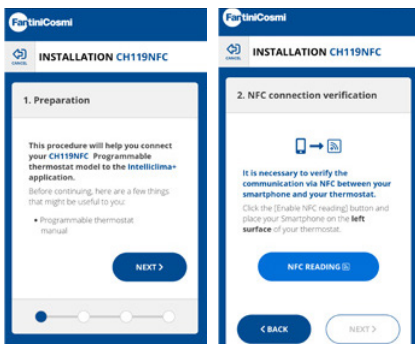 FantiniCosmi
CANCEL
INSTALLATION CH119NFC
1. Preparation
This procedure will help you connect
your CH119NFC Programmable
thermostat model to the Intelliclima+
application.
Before continuing, here are a few things
that might be useful to you:
• Programmable thermostat
manual
NEXT >
FantiniCosmi
CANCEL
INSTALLATION CH119NFC
2. NFC connection verification
It is necessary to verify the
communication via NFC between your
smartphone and your thermostat.
Click the [Enable NFC reading] button and
place your Smartphone on the left
surface of your thermostat.
NFC READING
< BACK
NEXT >